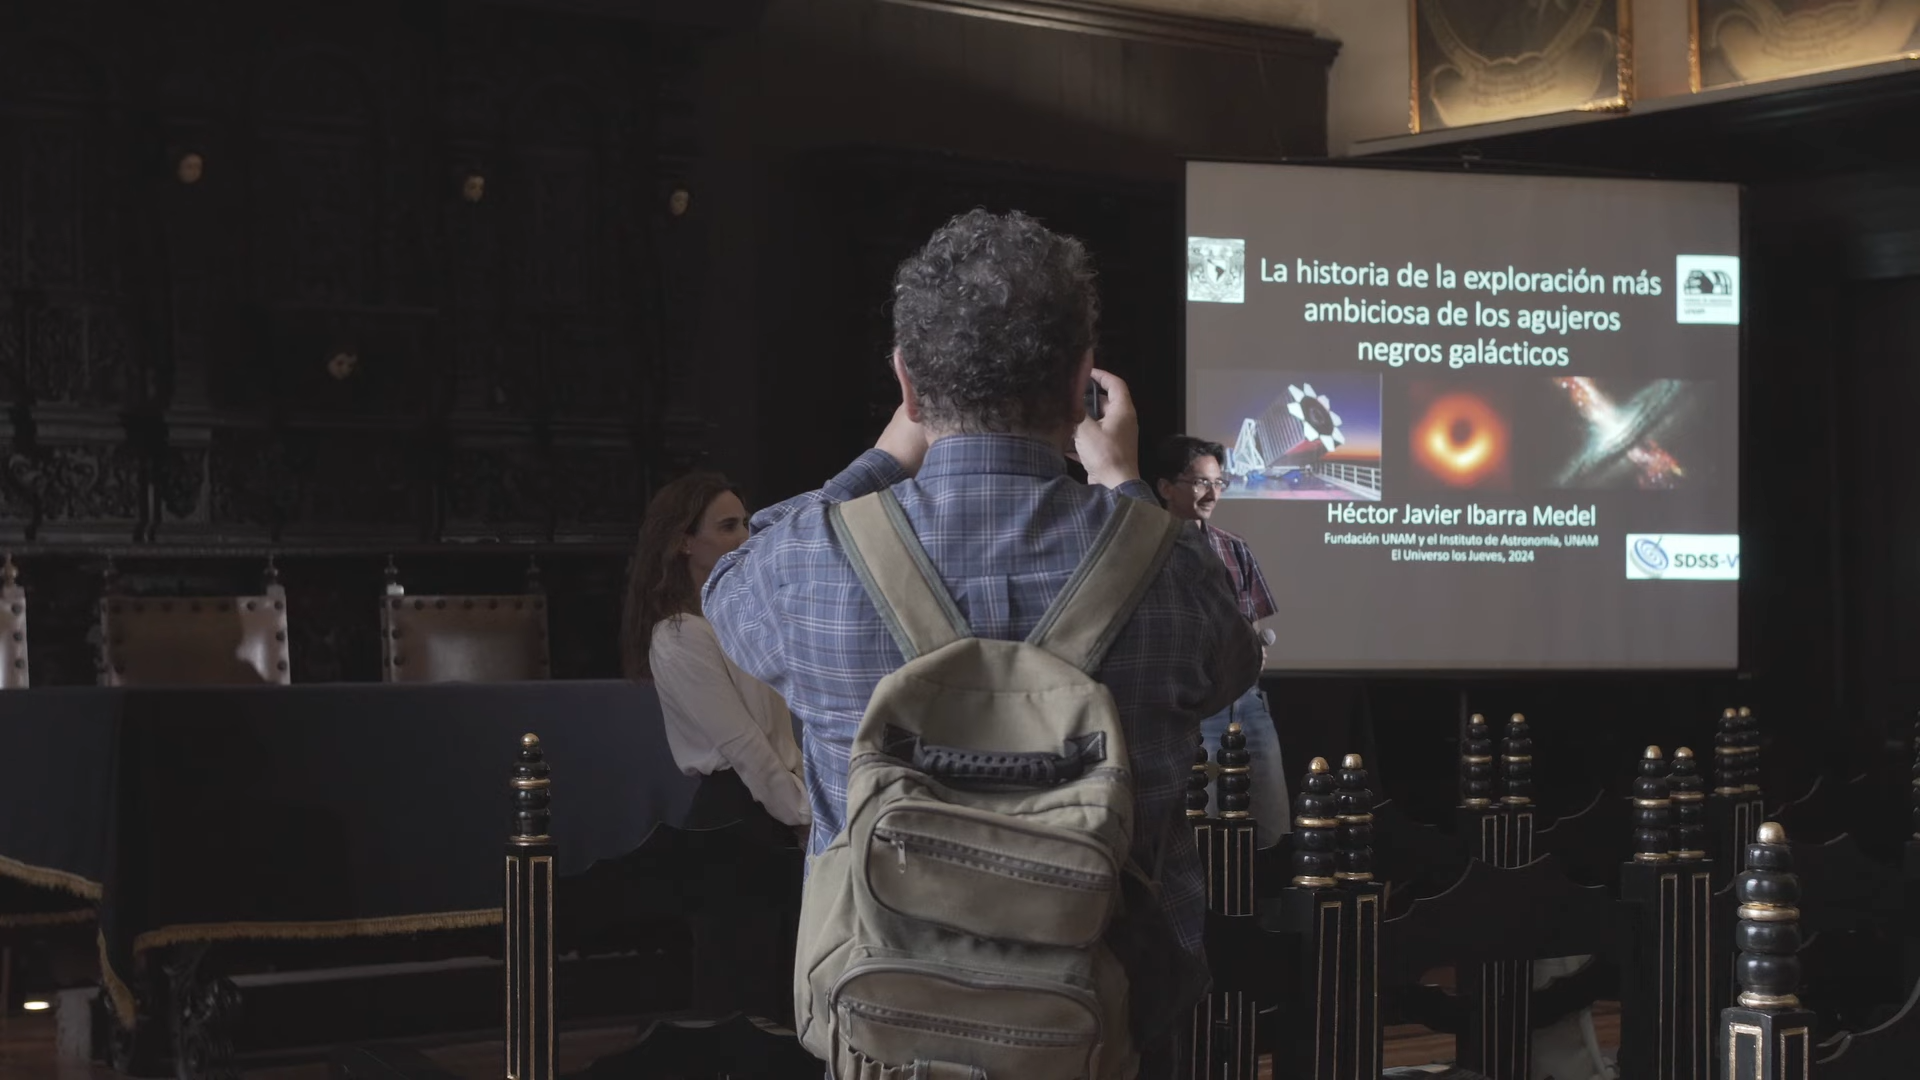 La historia de la exploración más
ambiciosa de los agujeros
negros galácticos
Héctor Javier Ibarra Medel
Fundación UNAM y el Instituto de Astronomía, UNAM
El Universo los Jueves, 2024
SDSS-V